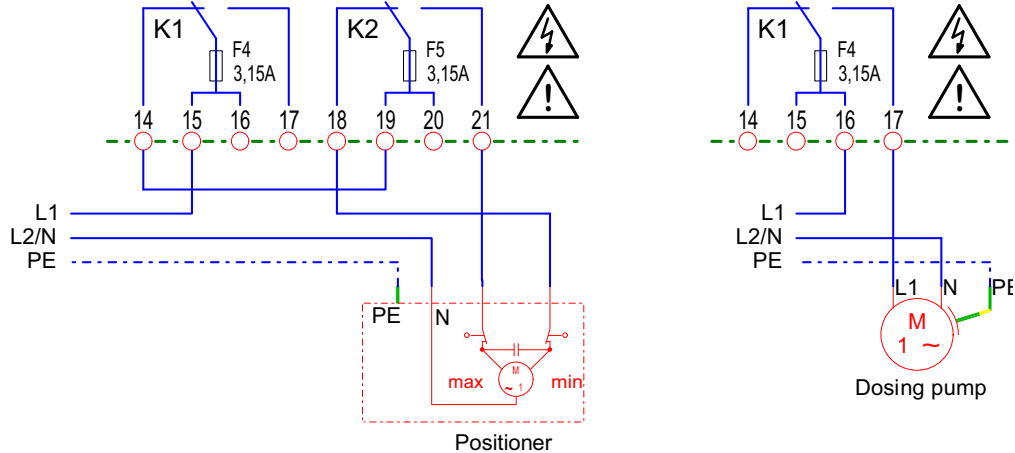 K1
F4
3,15A
K2
F5
3,15A
14 15 16 17 18 19 20 21
L1
L2/N
PE
PE
N
max
M
~ 1
min
Positioner
K1
F4
3,15A
14 15 16 17
L1
L2/N
PE
L1
N
PE
M
1 ~
Dosing pump